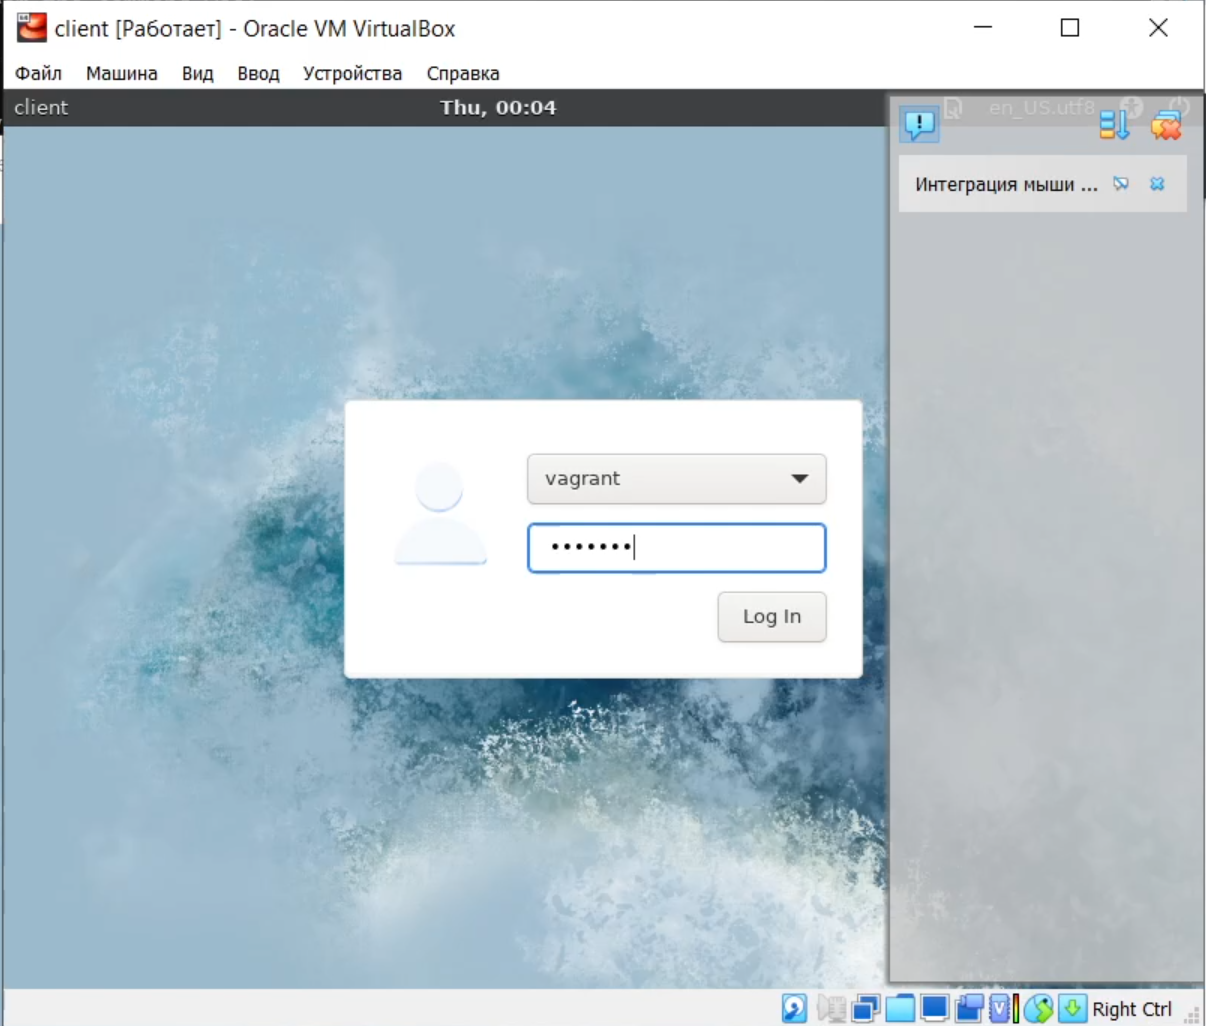 client [Работает] - Oracle VM VirtualBox
Файл Машина Вид Ввод Устройства Справка
client Thu, 00:04 en_US.utf8
Интеграция мыши ...
vagrant
•••••••
Log In
Right Ctrl